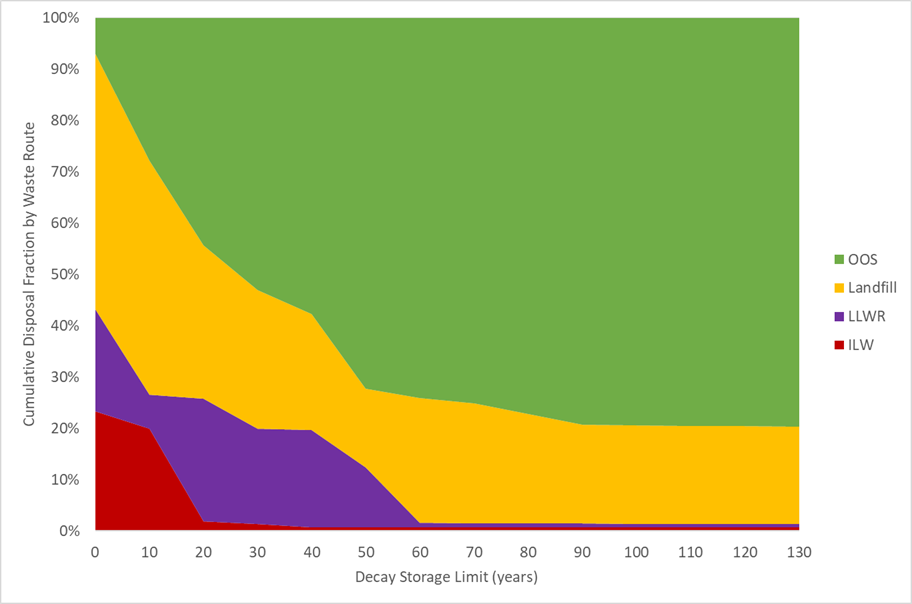 100%
90%
80%
70%
60%
50%
40%
30%
20%
10%
0%
Cumulative Disposal Fraction by Waste Route
0 10 20 30 40 50 60 70 80 90 100 110 120 130
Decay Storage Limit (years)
OOS
Landfill
LLWR
ILW